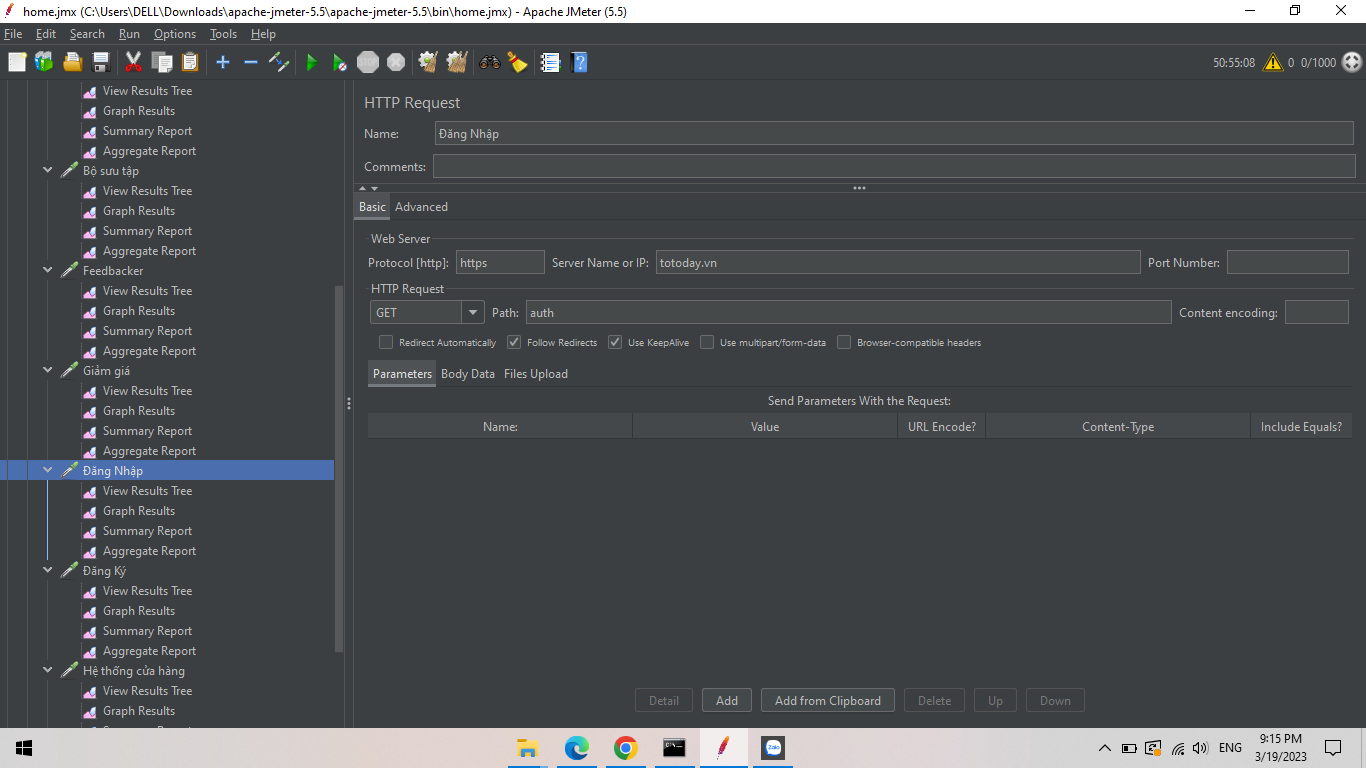 home.jmx (C:\Users\DELL\Downloads\apache-jmeter-5.5\apache-jmeter-5.5\bin\home.jmx) - Apache JMeter (5.5)
File Edit Search Run Options Tools Help
STOP
50:55:08 0 0/1000
View Results Tree
Graph Results
Summary Report
Aggregate Report
Bộ sưu tập
View Results Tree
Graph Results
Summary Report
Aggregate Report
Feedbacker
View Results Tree
Graph Results
Summary Report
Aggregate Report
Giảm giá
View Results Tree
Graph Results
Summary Report
Aggregate Report
Đăng Nhập
View Results Tree
Graph Results
Summary Report
Aggregate Report
Đăng Ký
View Results Tree
Graph Results
Summary Report
Aggregate Report
Hệ thống cửa hàng
View Results Tree
Graph Results
HTTP Request
Name: Đăng Nhập
Comments:
Basic Advanced
Web Server
Protocol [http]: https Server Name or IP: totoday.vn Port Number:
HTTP Request
GET Path: auth Content encoding:
Redirect Automatically Follow Redirects Use KeepAlive Use multipart/form-data Browser-compatible headers
Parameters Body Data Files Upload
Send Parameters With the Request:
Name: Value URL Encode? Content-Type Include Equals?
Detail Add Add from Clipboard Delete Up Down
Zalo
ENG
9:15 PM
3/19/2023